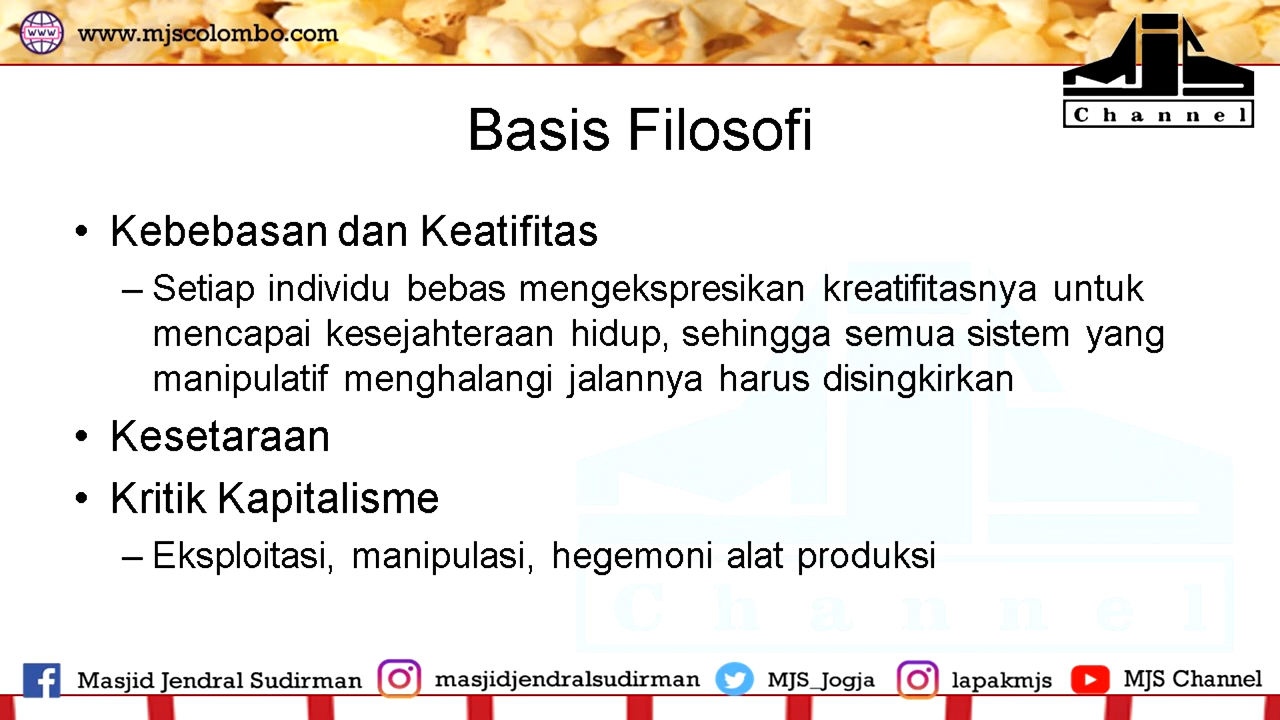 www.mjscolombo.com
MJS
Channel
Basis Filosofi
• Kebebasan dan Keatifitas
– Setiap individu bebas mengekspresikan kreatifitasnya untuk
mencapai kesejahteraan hidup, sehingga semua sistem yang
manipulatif menghalangi jalannya harus disingkirkan
• Kesetaraan
• Kritik Kapitalisme
– Eksploitasi, manipulasi, hegemoni alat produksi
Channel
Masjid Jendral Sudirman masjidjendralsudirman MJS_Jogja lapakmjs MJS Channel